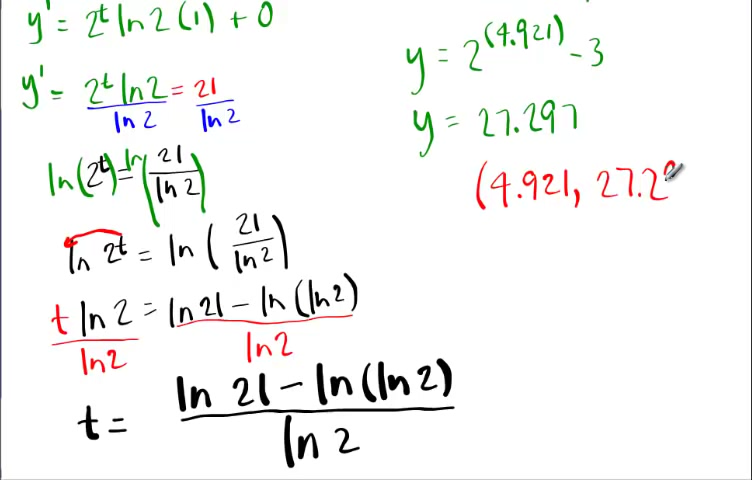 y' = 2^t ln 2 (1) + 0
y' = 2^t ln 2 / ln 2 = 21 / ln 2
ln(2^t) = ln(21 / ln 2)
ln 2^t = ln(21 / ln 2)
t ln 2 / ln 2 = ln 21 - ln(ln 2) / ln 2
t = ln 21 - ln(ln 2) / ln 2
y = 2^(4.921) - 3
y = 27.297
(4.921, 27.2